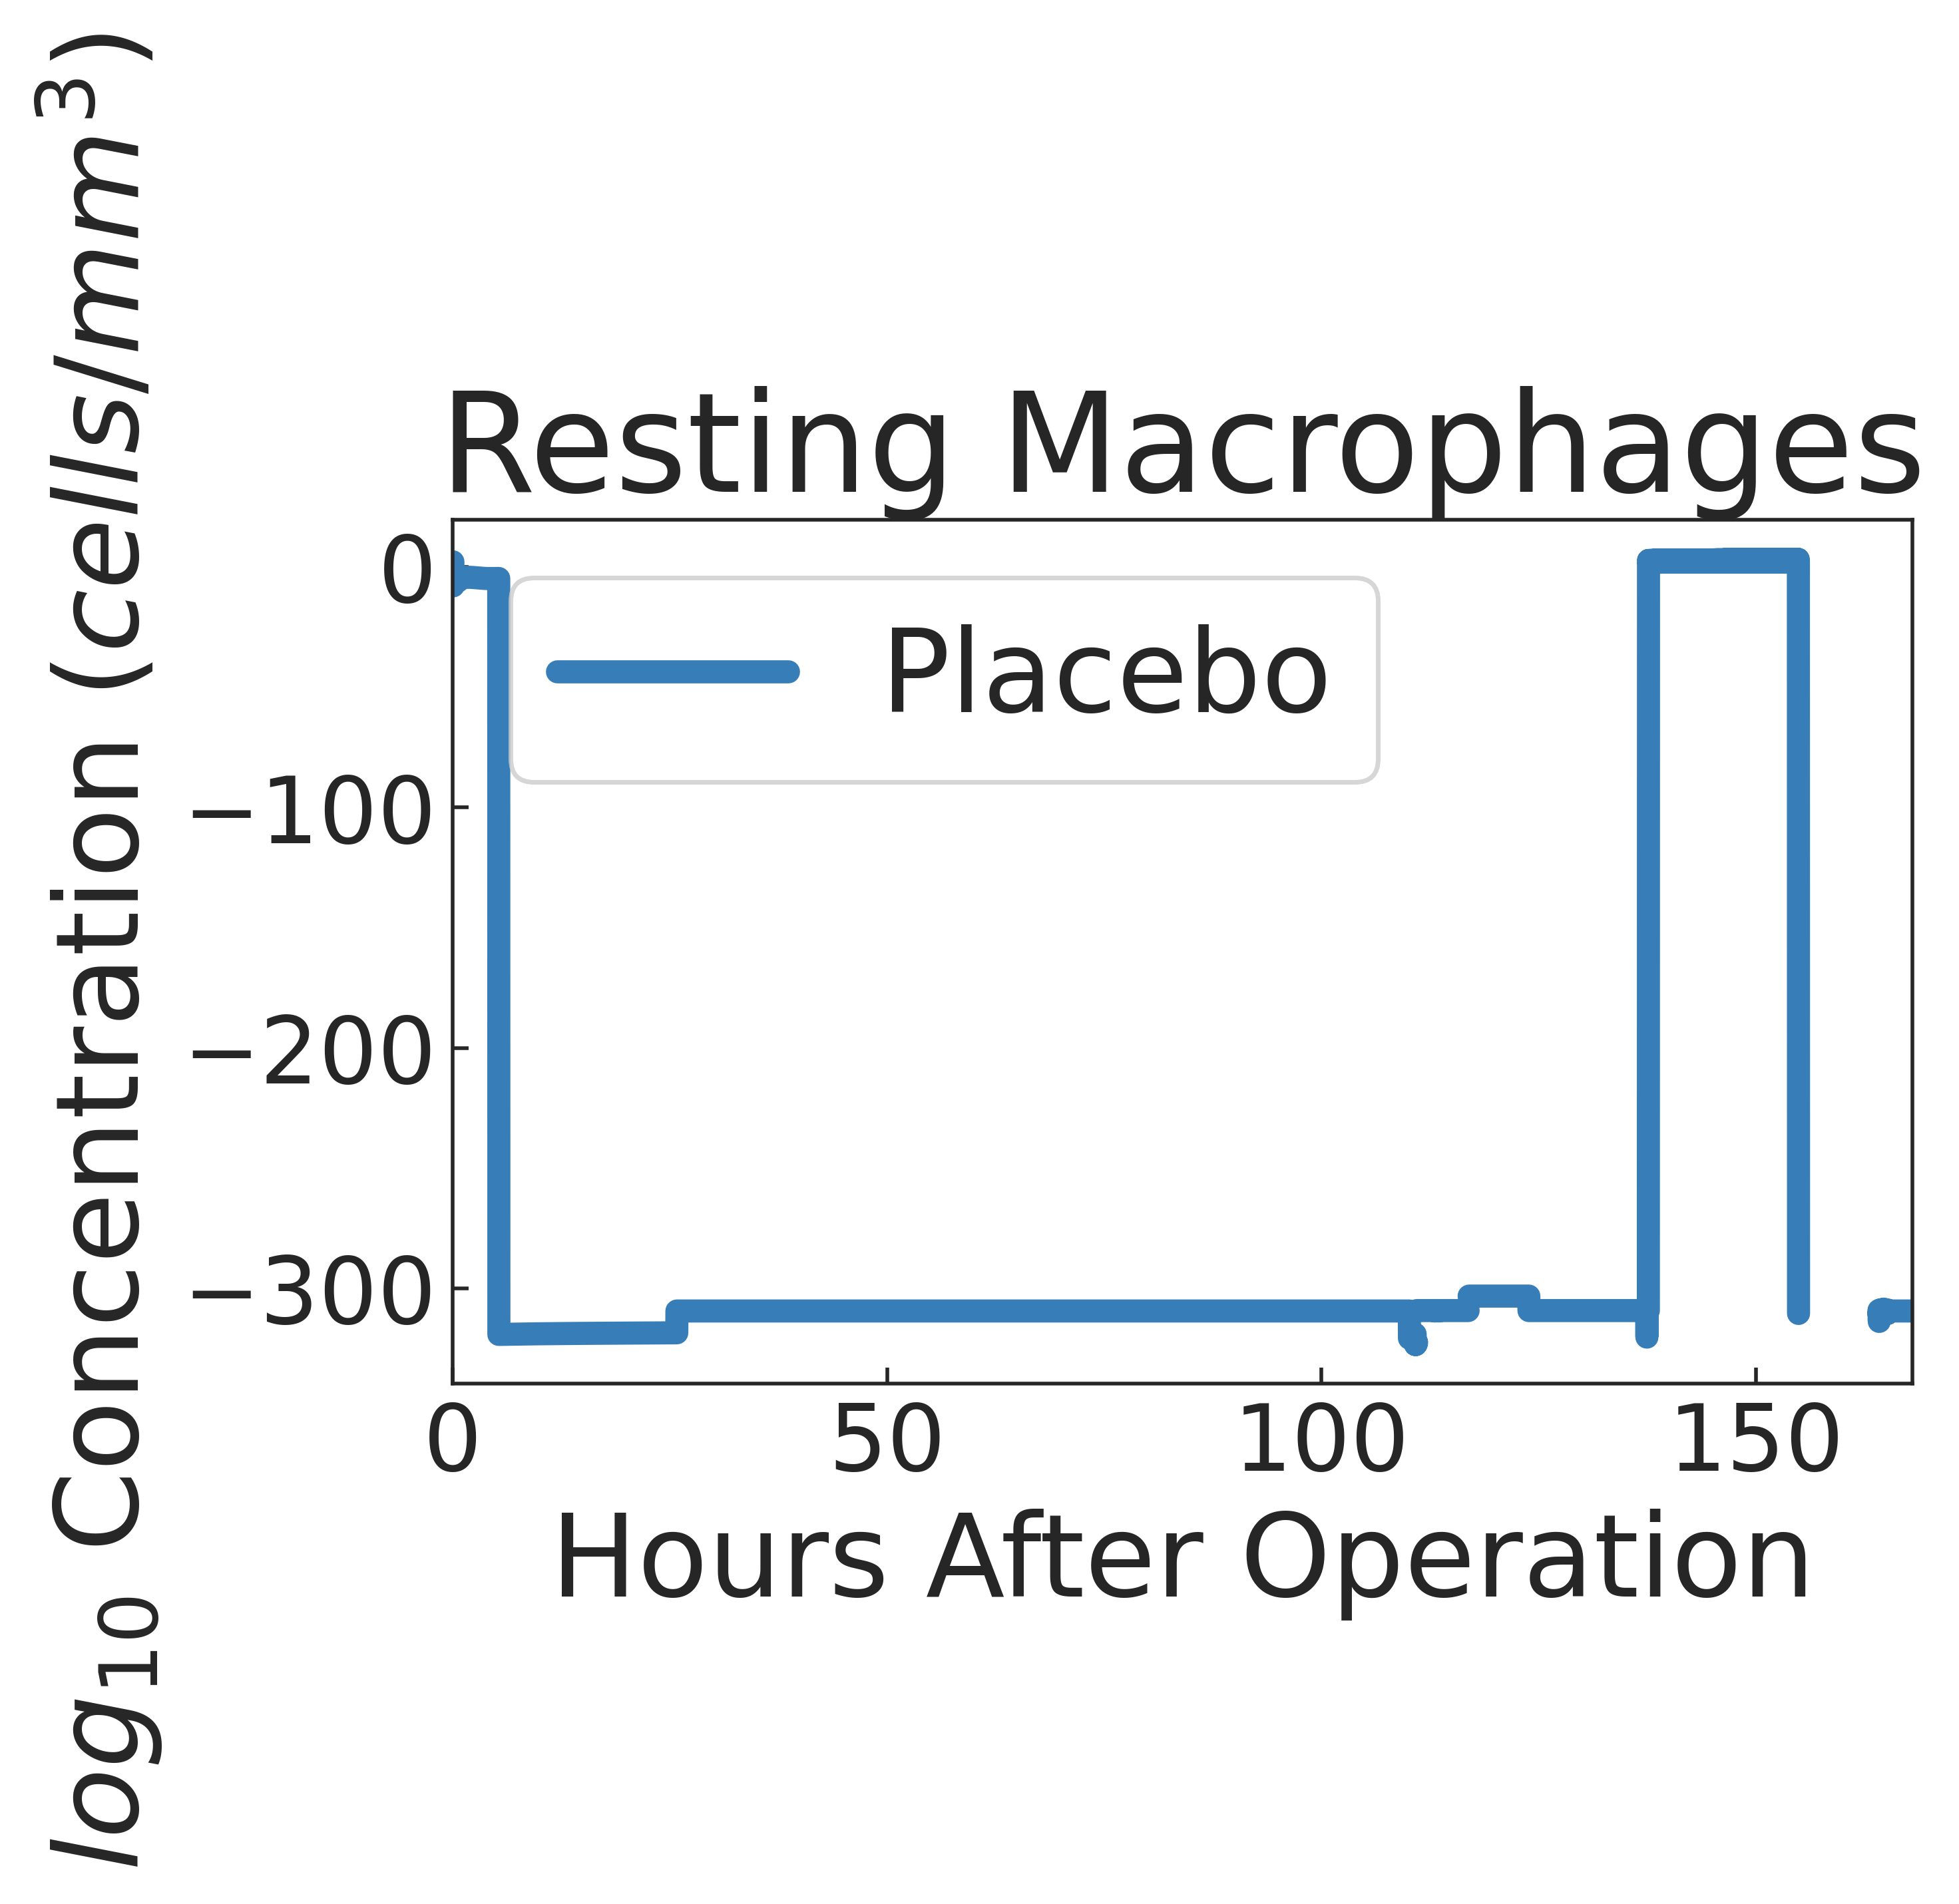 Resting Macrophages
log10 Concentration (cells/mm³)
0
−100
−200
−300
Placebo
0 50 100 150
Hours After Operation